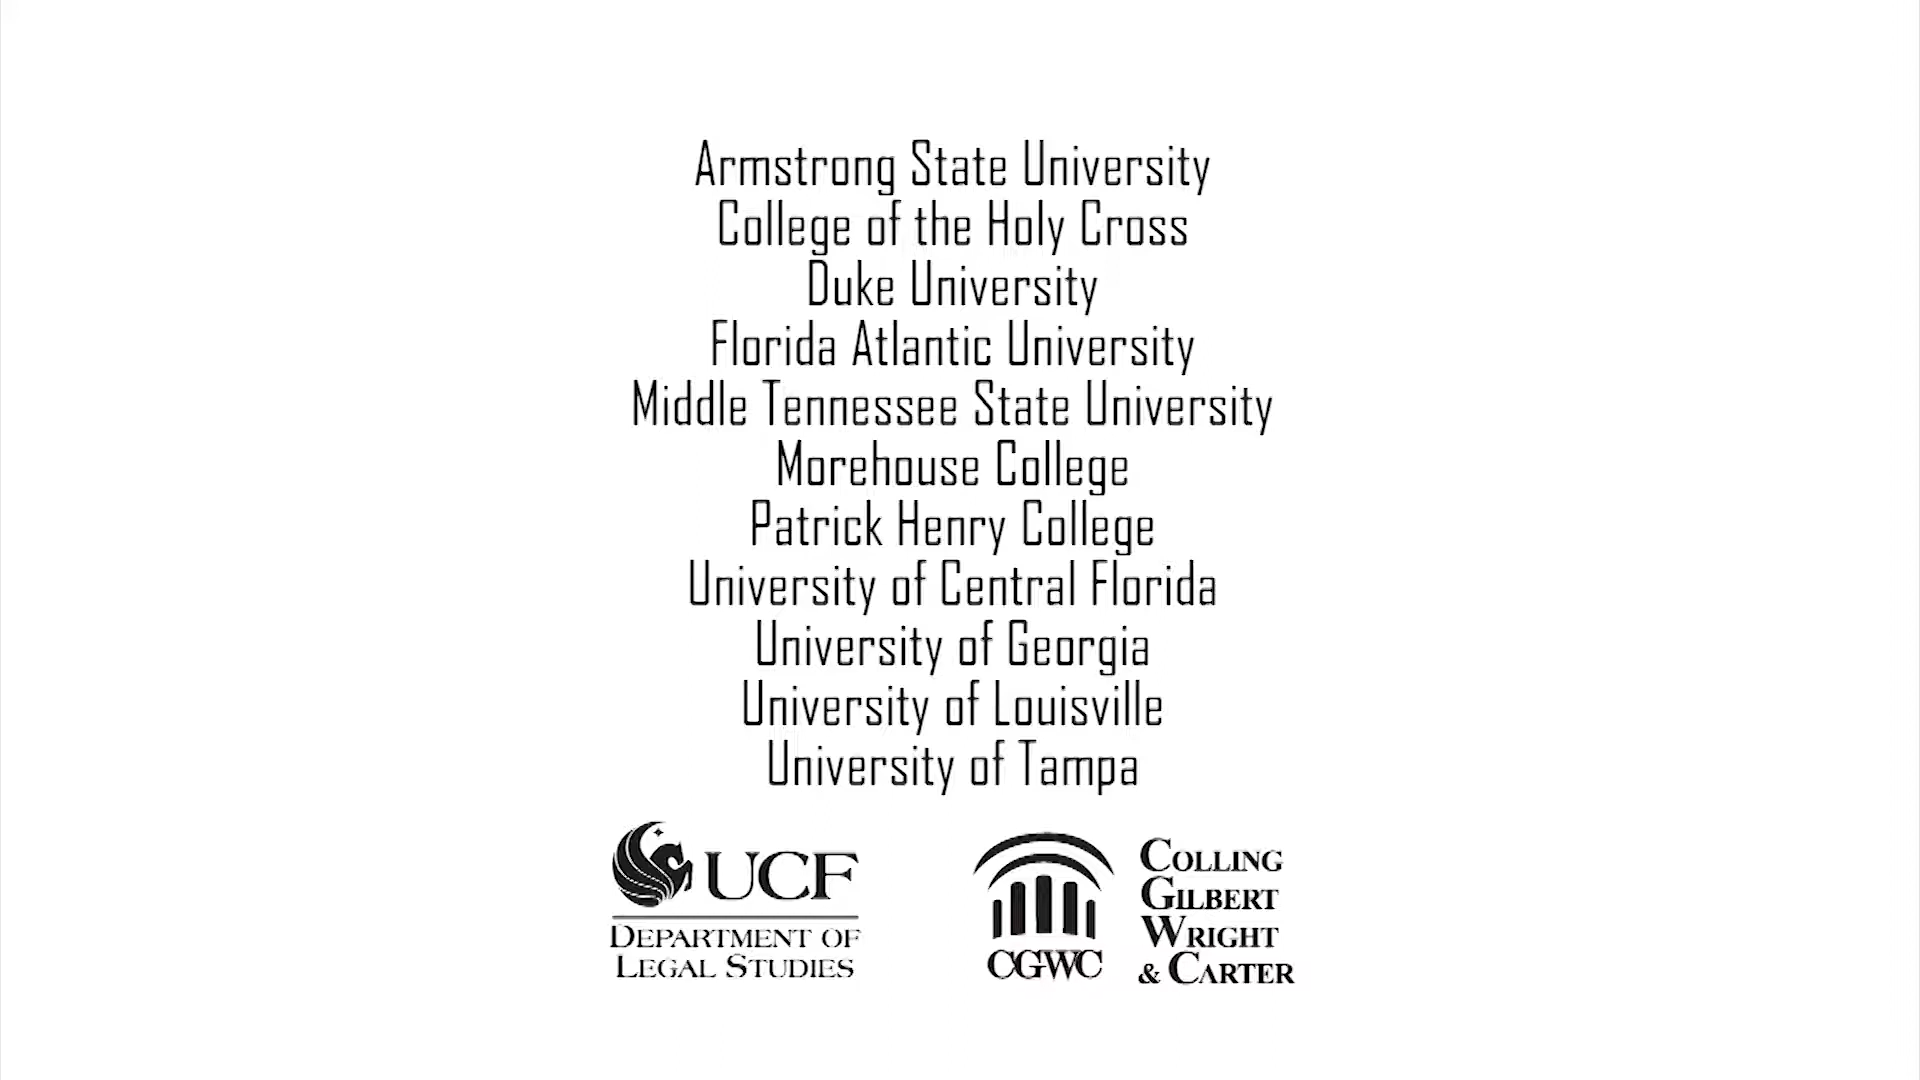 Armstrong State University
College of the Holy Cross
Duke University
Florida Atlantic University
Middle Tennessee State University
Morehouse College
Patrick Henry College
University of Central Florida
University of Georgia
University of Louisville
University of Tampa
UCF
DEPARTMENT OF
LEGAL STUDIES
CGWC
COLLING
GILBERT
WRIGHT
& CARTER